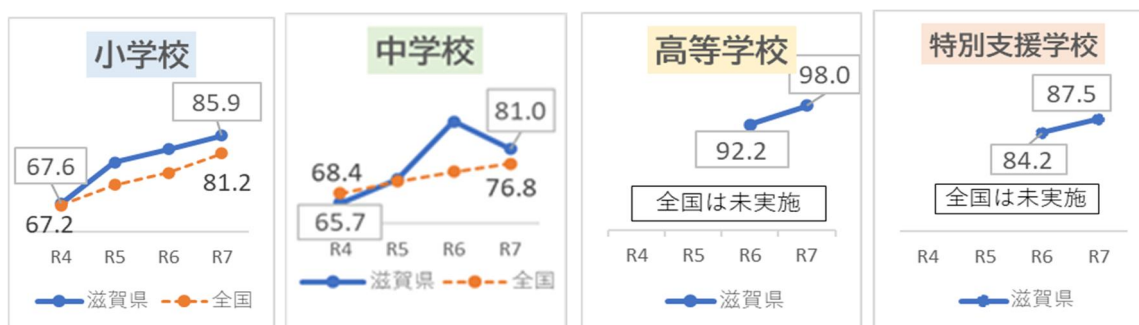 小学校
85.9
67.6
81.2
67.2
R4 R5 R6 R7
滋賀県 全国
中学校
81.0
68.4
76.8
65.7
R4 R5 R6 R7
滋賀県 全国
高等学校
98.0
92.2
全国は未実施
R4 R5 R6 R7
滋賀県
特別支援学校
87.5
84.2
全国は未実施
R4 R5 R6 R7
滋賀県